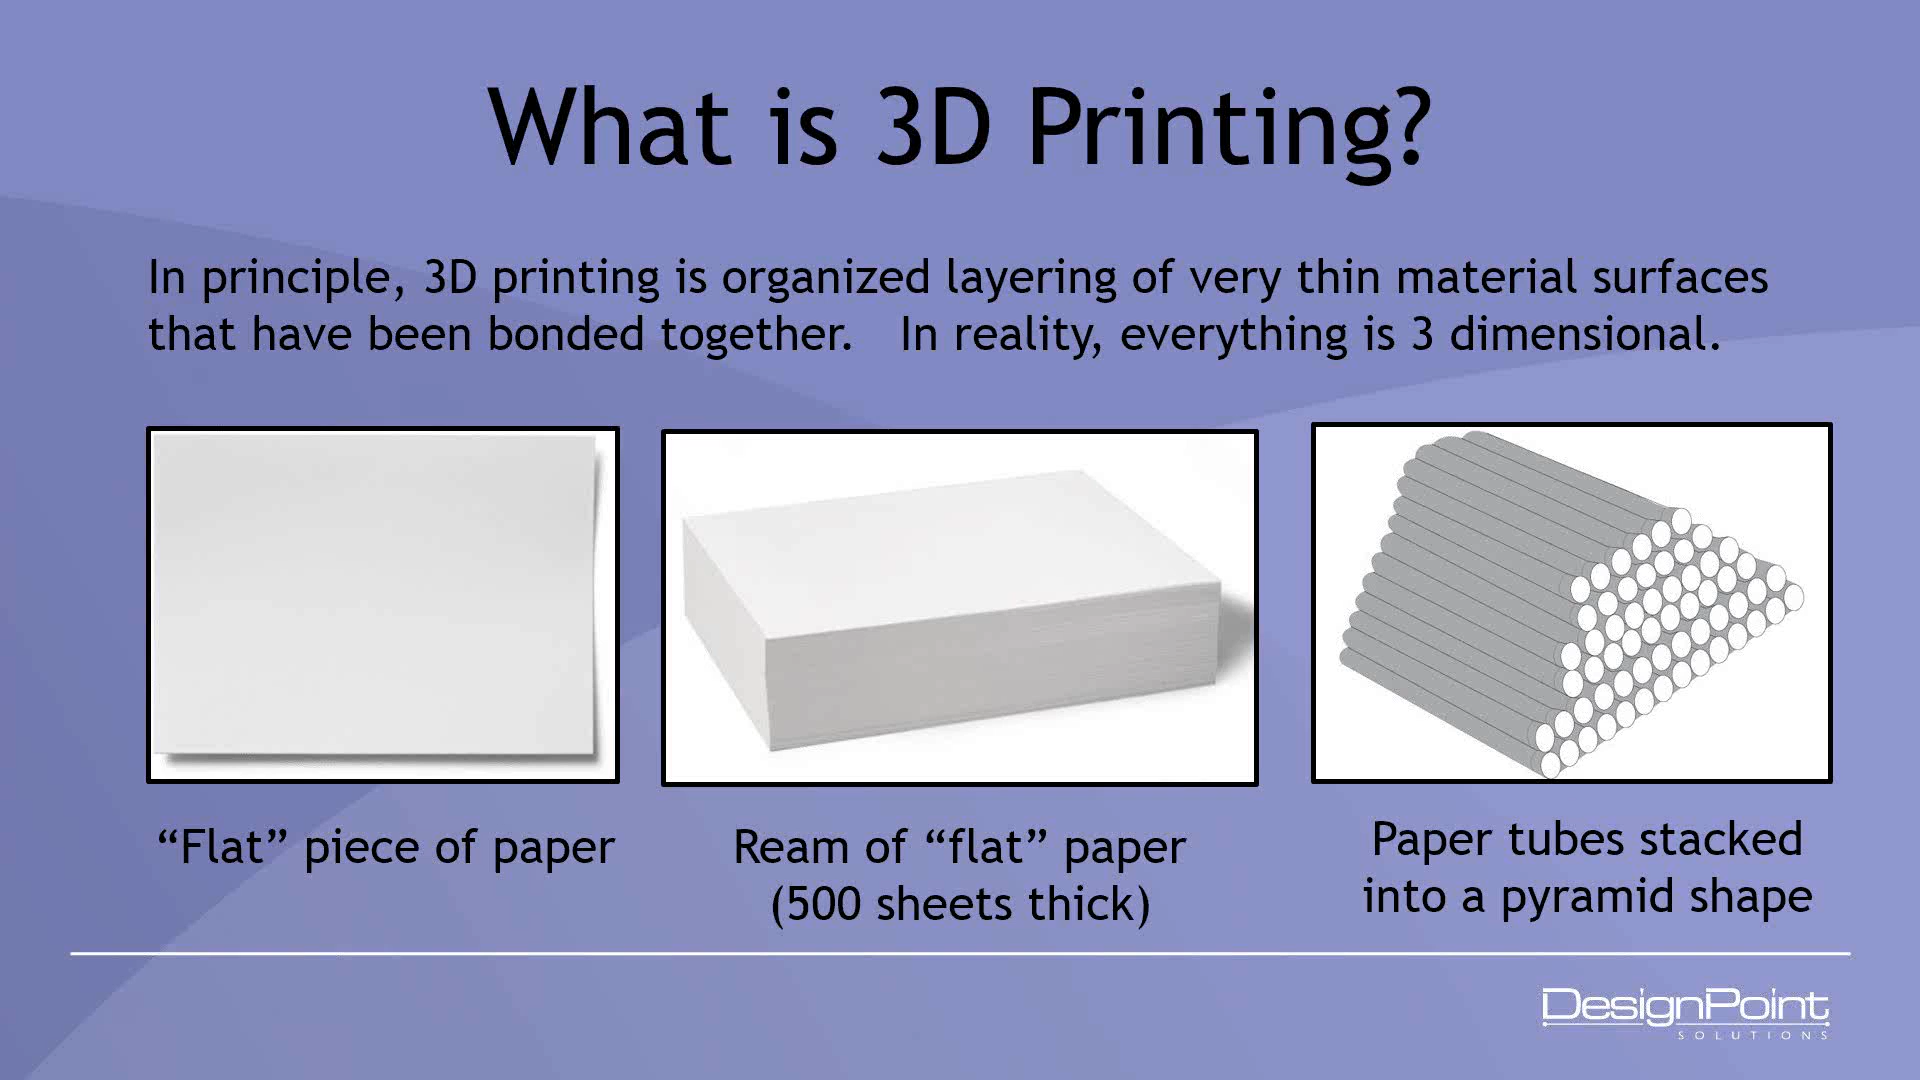 What is 3D Printing?
In principle, 3D printing is organized layering of very thin material surfaces
that have been bonded together.   In reality, everything is 3 dimensional.
“Flat” piece of paper
Ream of “flat” paper
(500 sheets thick)
Paper tubes stacked
into a pyramid shape
DesignPoint
SOLUTIONS